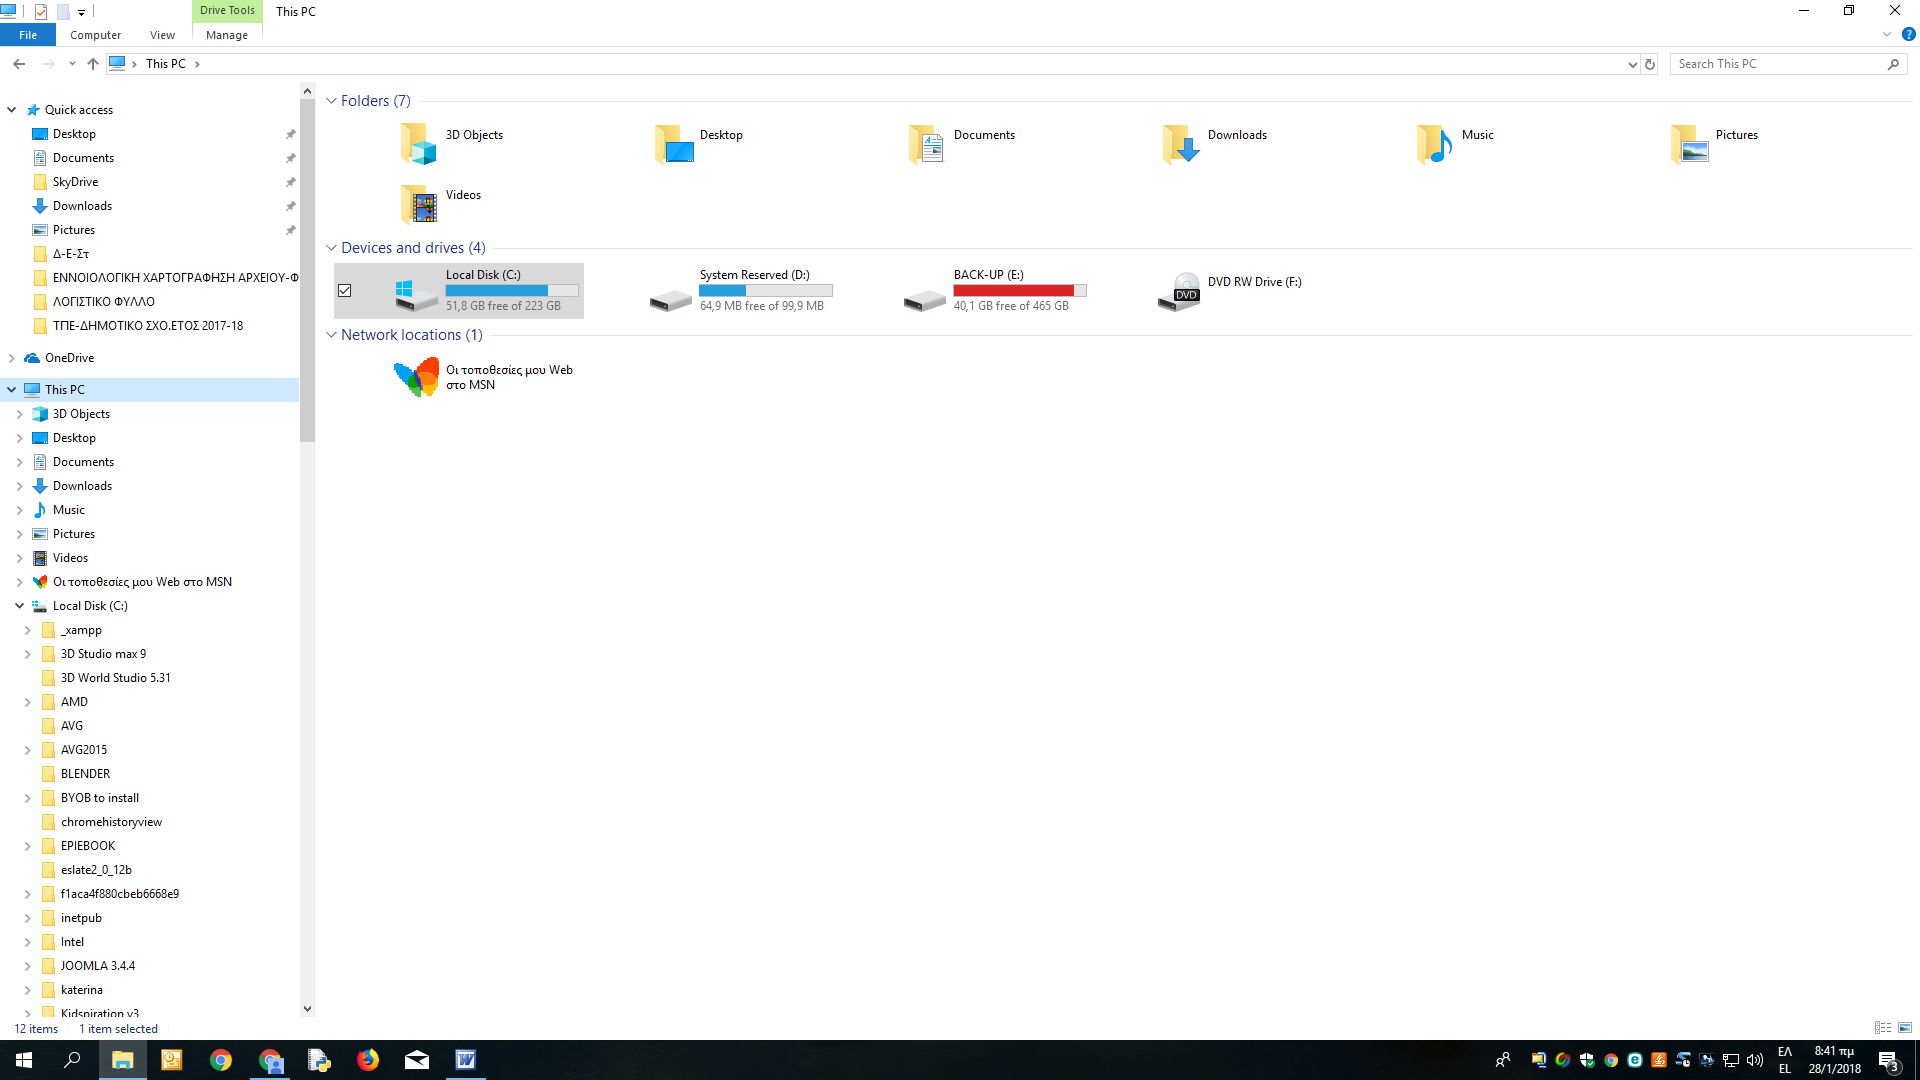 Drive Tools
This PC
File
Computer
View
Manage
This PC
Search This PC
Quick access
Desktop
Documents
SkyDrive
Downloads
Pictures
Δ-Ε-Στ
ΕΝΝΟΙΟΛΟΓΙΚΗ ΧΑΡΤΟΓΡΑΦΗΣΗ ΑΡΧΕΙΟΥ-Φ
ΛΟΓΙΣΤΙΚΟ ΦΥΛΛΟ
ΤΠΕ-ΔΗΜΟΤΙΚΟ ΣΧΟ.ΕΤΟΣ 2017-18
OneDrive
This PC
3D Objects
Desktop
Documents
Downloads
Music
Pictures
Videos
Οι τοποθεσίες μου Web στο MSN
Local Disk (C:)
_xampp
3D Studio max 9
3D World Studio 5.31
AMD
AVG
AVG2015
BLENDER
BYOB to install
chromehistoryview
EPIEBOOK
eslate2_0_12b
f1aca4f880cbeb6668e9
inetpub
Intel
JOOMLA 3.4.4
katerina
Kidspiration v3
Folders (7)
3D Objects
Desktop
Documents
Downloads
Music
Pictures
Videos
Devices and drives (4)
Local Disk (C:)
51,8 GB free of 223 GB
System Reserved (D:)
64,9 MB free of 99,9 MB
BACK-UP (E:)
40,1 GB free of 465 GB
DVD
DVD RW Drive (F:)
Network locations (1)
Οι τοποθεσίες μου Web
στο MSN
12 items
1 item selected
ΕΛ
EL
8:41 πμ
28/1/2018
3